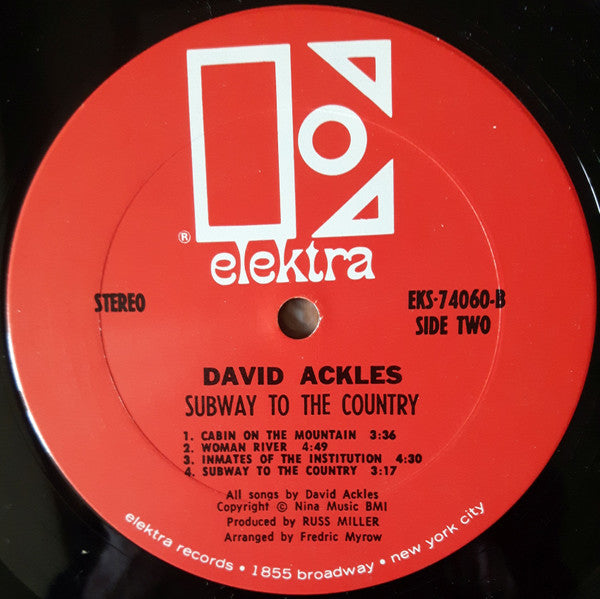 ®
elektra
STEREO
EKS-74060-B
SIDE TWO
DAVID ACKLES
SUBWAY TO THE COUNTRY
1. CABIN ON THE MOUNTAIN 3:36
2. WOMAN RIVER 4:49
3. INMATES OF THE INSTITUTION 4:30
4. SUBWAY TO THE COUNTRY 3:17
All songs by David Ackles
Copyright © Nina Music BMI
Produced by RUSS MILLER
Arranged by Fredric Myrow
elektra records • 1855 broadway • new york city